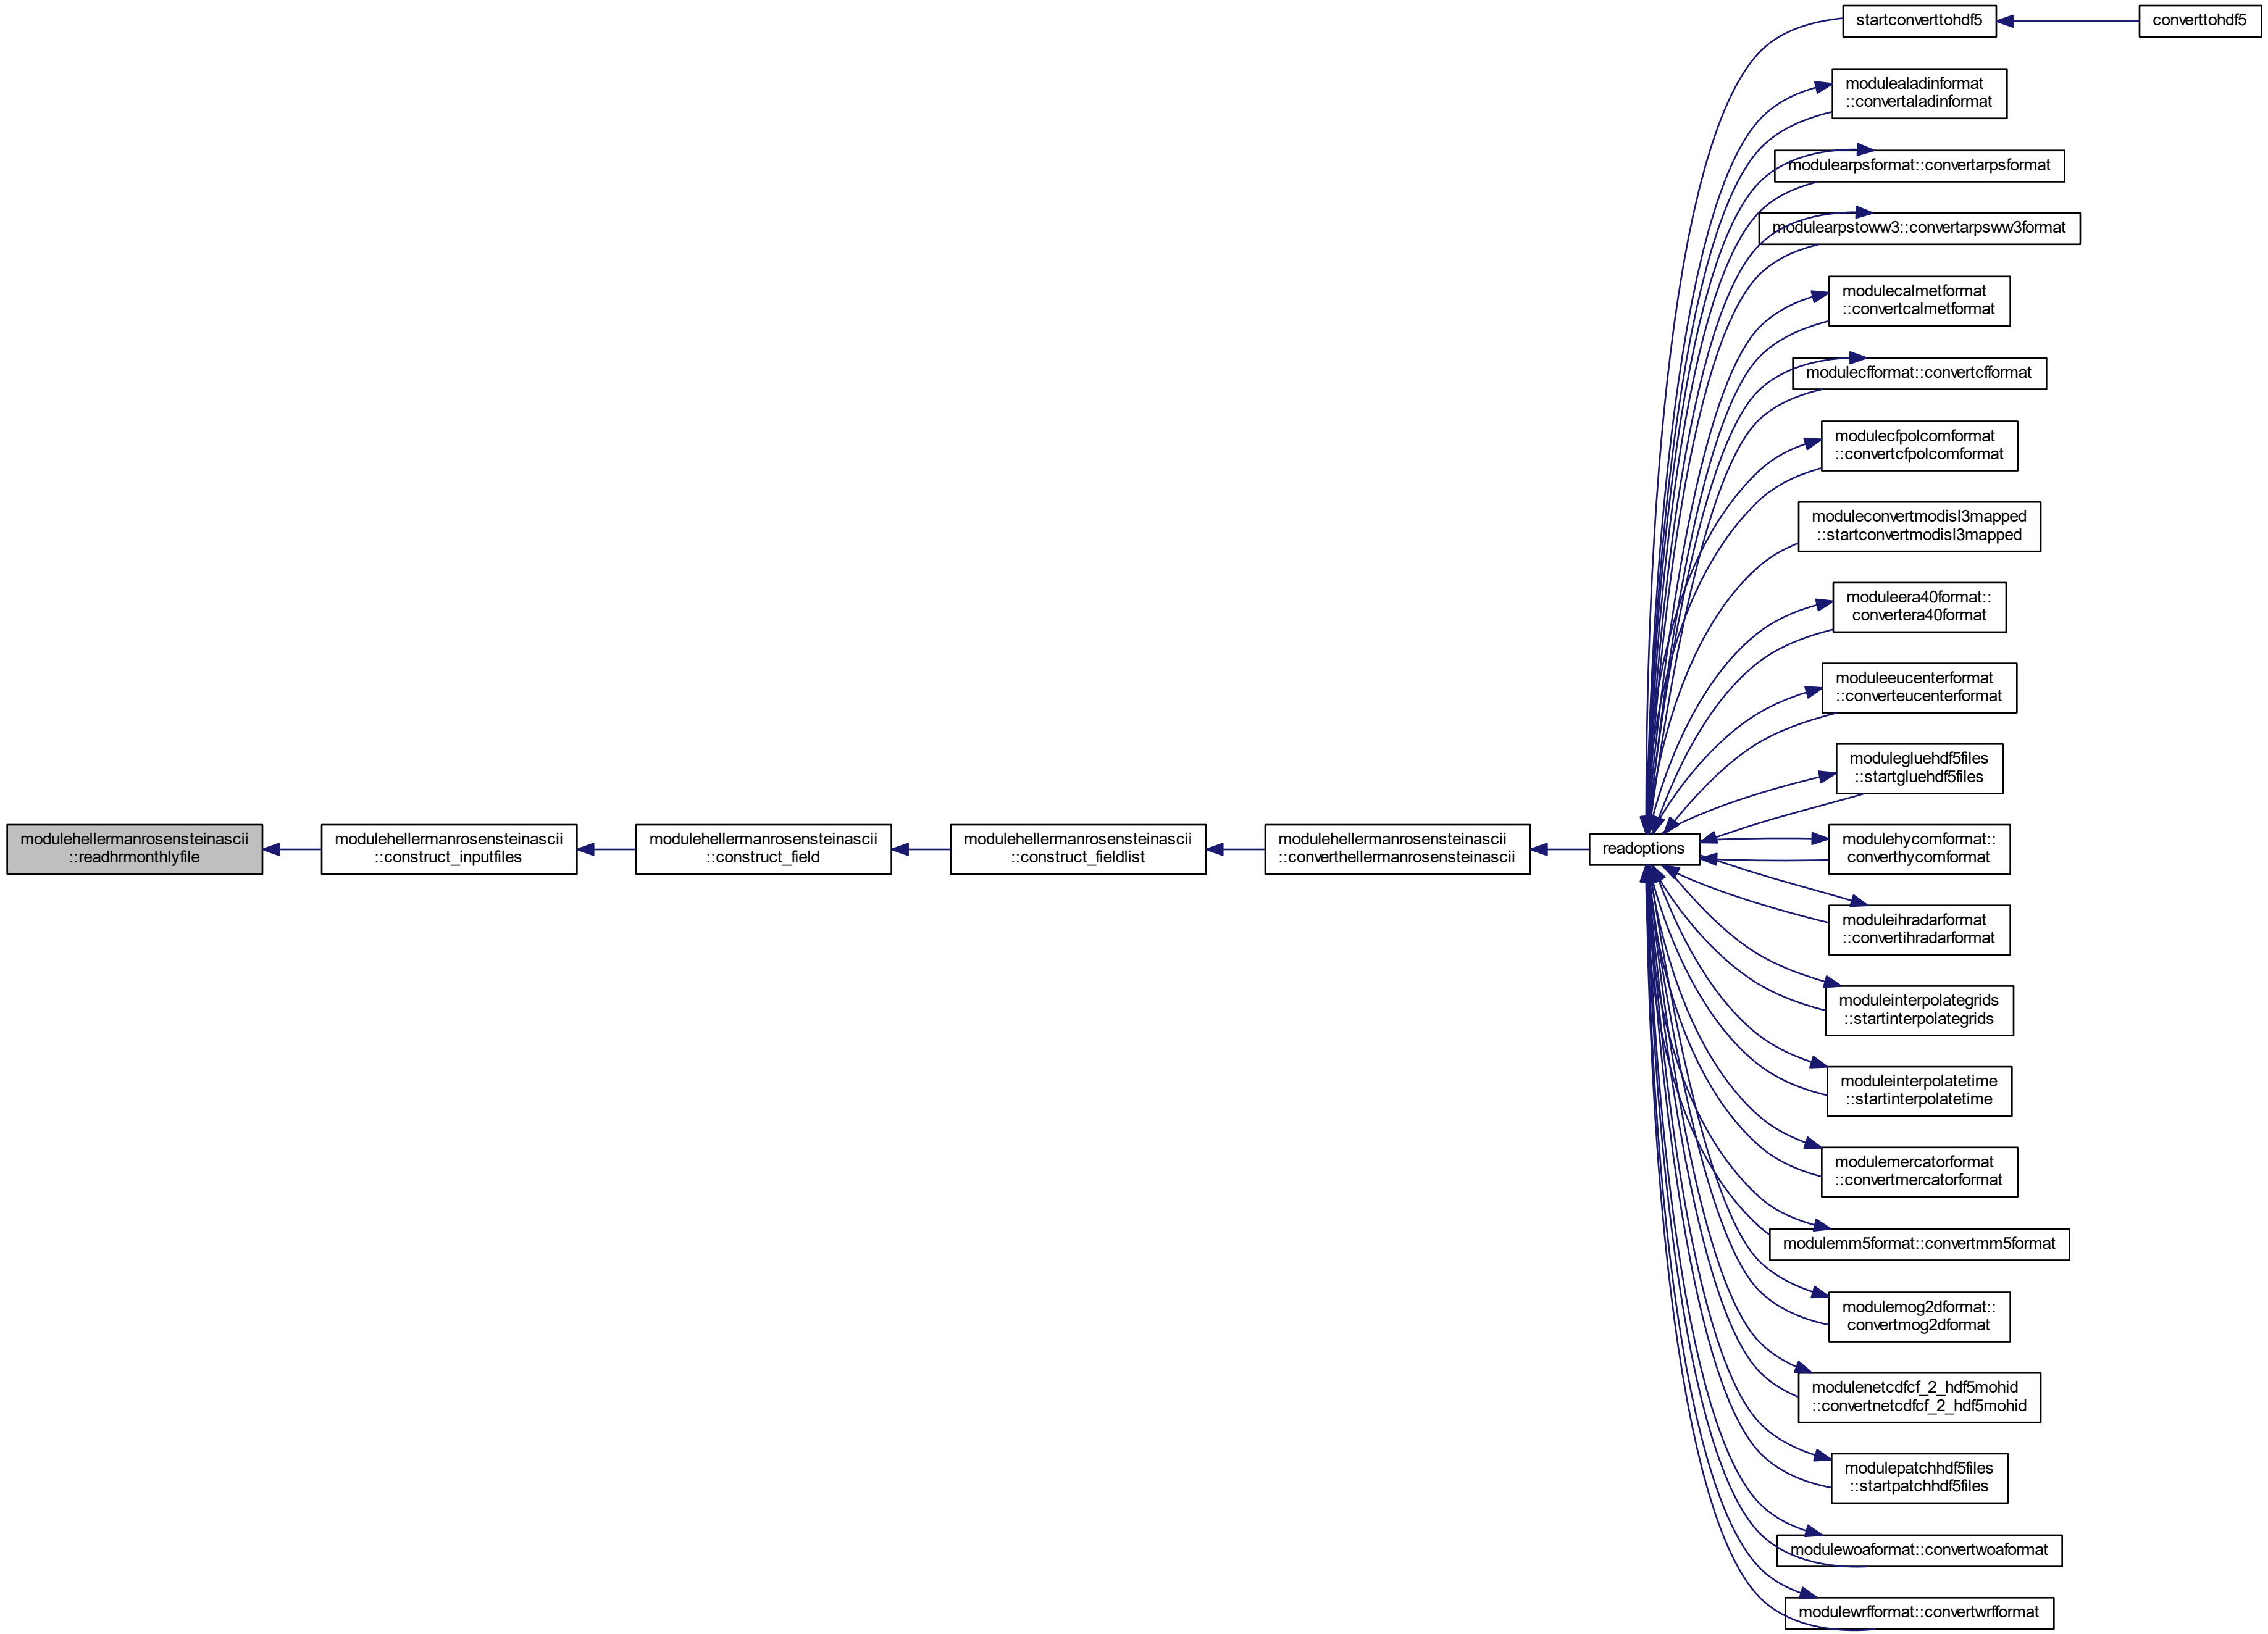 startconverttohdf5
converttohdf5
modulealadinformat
::convertaladinformat
modulearpsformat::convertarpsformat
modulearpstoww3::convertarpsww3format
modulecalmetformat
::convertcalmetformat
modulecfformat::convertcfformat
modulecfpolcomformat
::convertcfpolcomformat
moduleconvertmodisl3mapped
::startconvertmodisl3mapped
moduleera40format::
convertera40format
moduleeucenterformat
::converteucenterformat
modulegluehdf5files
::startgluehdf5files
modulehellermanrosensteinascii
::readhrmonthlyfile
modulehellermanrosensteinascii
::construct_inputfiles
modulehellermanrosensteinascii
::construct_field
modulehellermanrosensteinascii
::construct_fieldlist
modulehellermanrosensteinascii
::converthellermanrosensteinascii
readoptions
modulehycomformat::
converthycomformat
moduleihradarformat
::convertihradarformat
moduleinterpolategrids
::startinterpolategrids
moduleinterpolatetime
::startinterpolatetime
modulemercatorformat
::convertmercatorformat
modulemm5format::convertmm5format
modulemog2dformat::
convertmog2dformat
modulenetcdfcf_2_hdf5mohid
::convertnetcdfcf_2_hdf5mohid
modulepatchhdf5files
::startpatchhdf5files
modulewoaformat::convertwoaformat
modulewrfformat::convertwrfformat